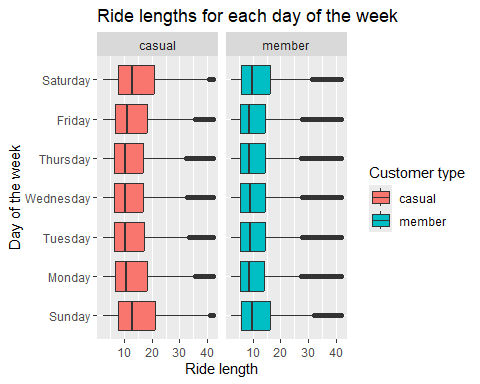 Ride lengths for each day of the week
casual member
Saturday
Friday
Thursday
Wednesday
Tuesday
Monday
Sunday
Day of the week
10 20 30 40 10 20 30 40
Ride length
Customer type
casual
member